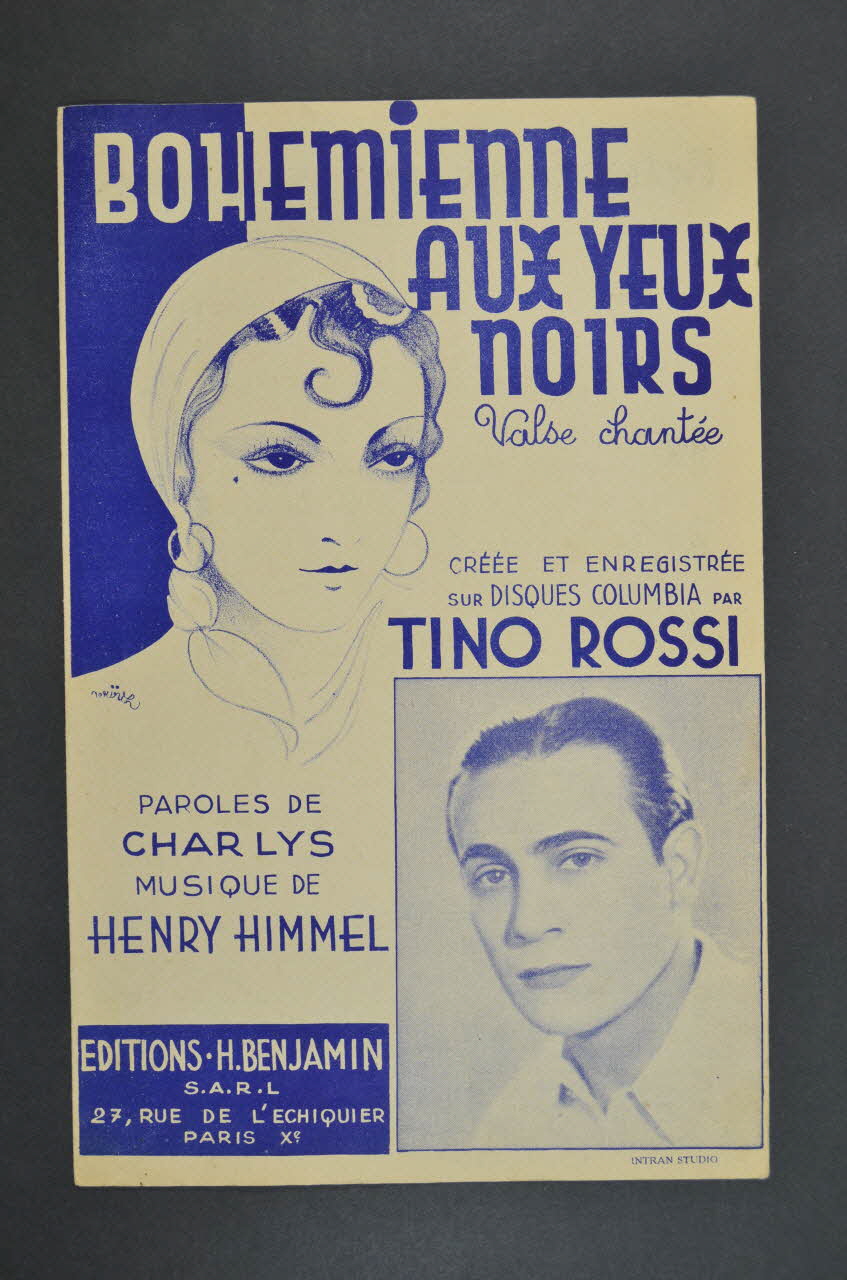 BOHEMIENNE
AUX YEUX
NOIRS
Valse chantée
CRÉÉE ET ENREGISTRÉE
SUR DISQUES COLUMBIA PAR
TINO ROSSI
PAROLES DE
CHARLYS
MUSIQUE DE
HENRY HIMMEL
EDITIONS·H.BENJAMIN
S.A.R.L
27, RUE DE L'ECHIQUIER
PARIS Xe
INTRAN STUDIO